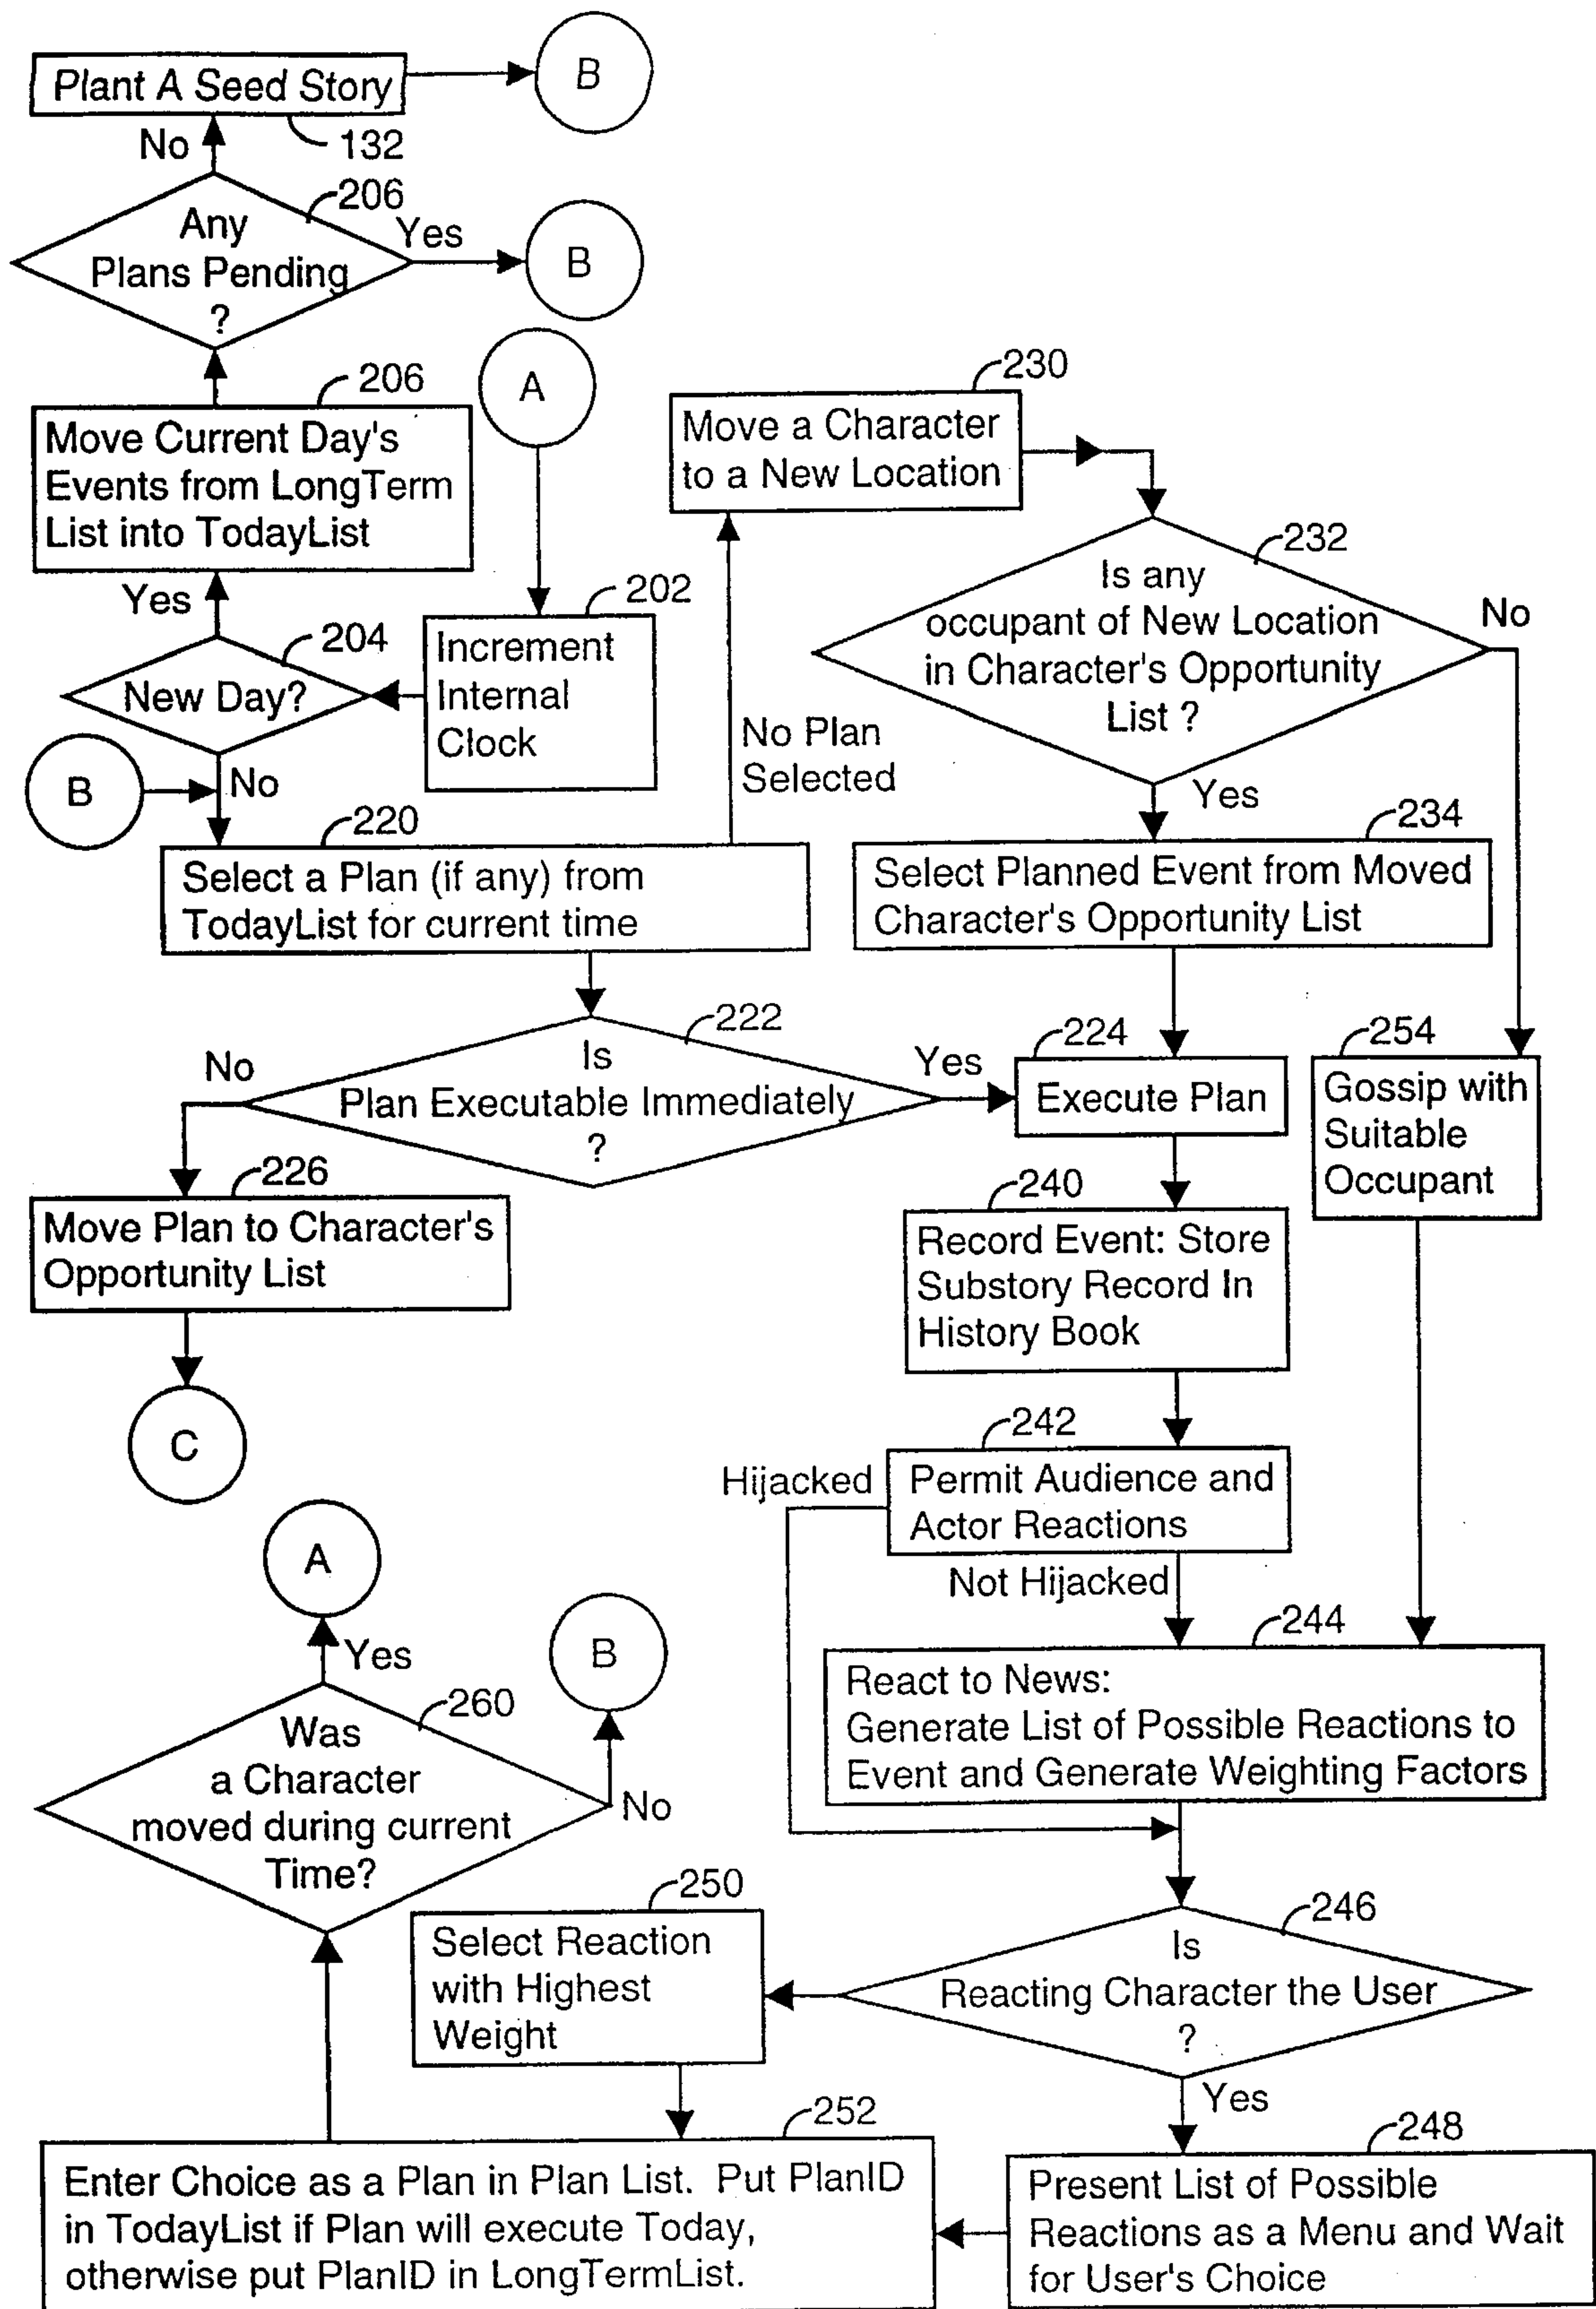 Plant A Seed Story
B
No
132
206
Any
Plans Pending
?
Yes
B
206
Move Current Day's
Events from LongTerm
List into TodayList
A
Yes
202
Increment
Internal
Clock
204
New Day?
B
No
220
Select a Plan (if any) from
TodayList for current time
No Plan
Selected
230
Move a Character
to a New Location
232
Is any
occupant of New Location
in Character's Opportunity
List ?
No
Yes
234
Select Planned Event from Moved
Character's Opportunity List
222
Is
Plan Executable Immediately
?
No
Yes
224
Execute Plan
254
Gossip with
Suitable
Occupant
226
Move Plan to Character's
Opportunity List
C
240
Record Event: Store
Substory Record In
History Book
242
Permit Audience and
Actor Reactions
Hijacked
Not Hijacked
244
React to News:
Generate List of Possible Reactions to
Event and Generate Weighting Factors
A
Yes
B
260
Was
a Character
moved during current
Time?
No
250
Select Reaction
with Highest
Weight
246
Is
Reacting Character the User
?
Yes
252
Enter Choice as a Plan in Plan List. Put PlanID
in TodayList if Plan will execute Today,
otherwise put PlanID in LongTermList.
248
Present List of Possible
Reactions as a Menu and Wait
for User's Choice